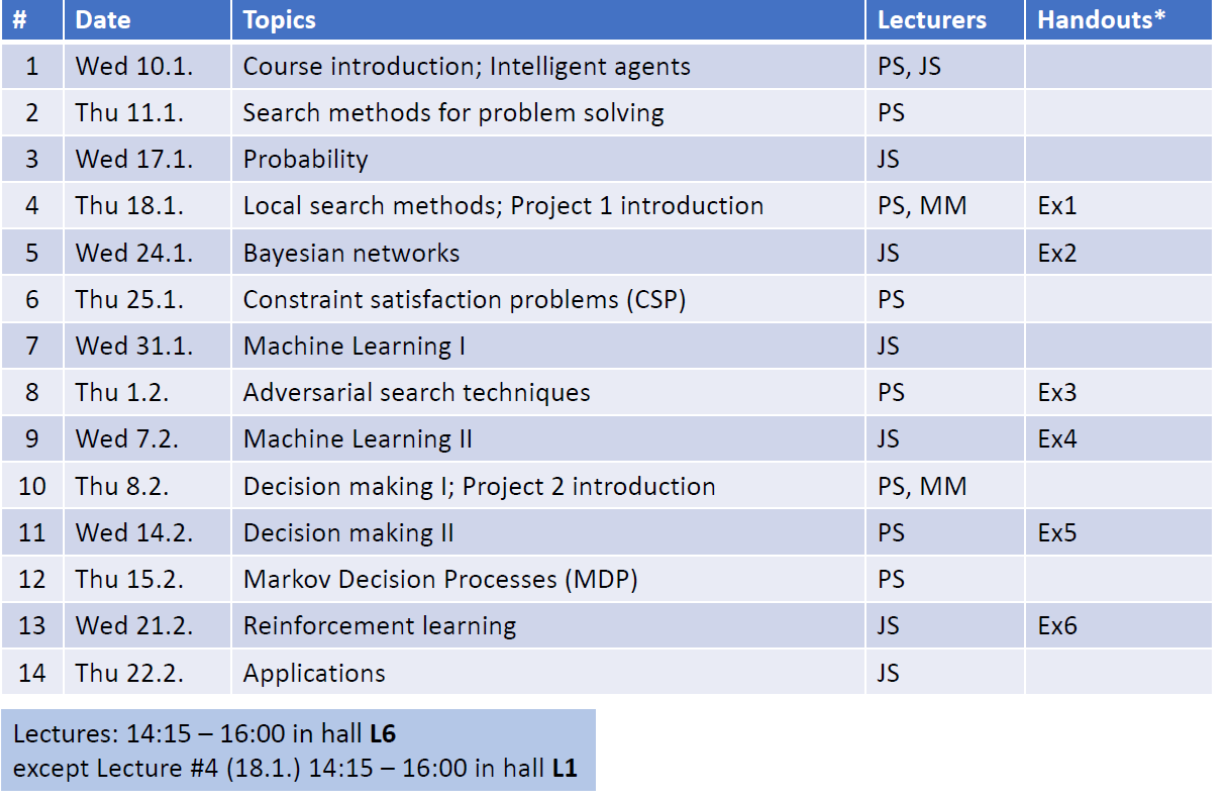 # Date Topics Lecturers Handouts*
1 Wed 10.1. Course introduction; Intelligent agents PS, JS
2 Thu 11.1. Search methods for problem solving PS
3 Wed 17.1. Probability JS
4 Thu 18.1. Local search methods; Project 1 introduction PS, MM Ex1
5 Wed 24.1. Bayesian networks JS Ex2
6 Thu 25.1. Constraint satisfaction problems (CSP) PS
7 Wed 31.1. Machine Learning I JS
8 Thu 1.2. Adversarial search techniques PS Ex3
9 Wed 7.2. Machine Learning II JS Ex4
10 Thu 8.2. Decision making I; Project 2 introduction PS, MM
11 Wed 14.2. Decision making II PS Ex5
12 Thu 15.2. Markov Decision Processes (MDP) PS
13 Wed 21.2. Reinforcement learning JS Ex6
14 Thu 22.2. Applications JS
Lectures: 14:15 – 16:00 in hall L6
except Lecture #4 (18.1.) 14:15 – 16:00 in hall L1